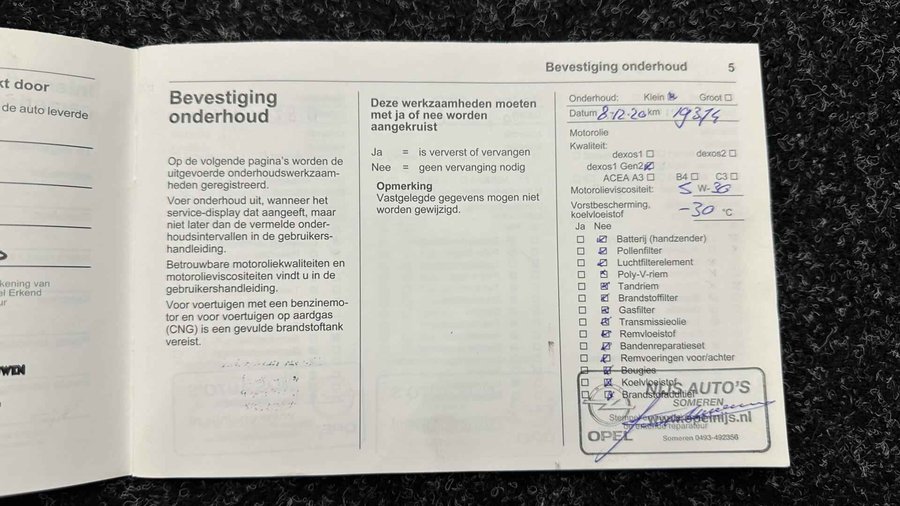 kt door
de auto leverde
kening van
el Erkend
ur
WEN
Bevestiging onderhoud 5
Bevestiging
onderhoud
Op de volgende pagina's worden de
uitgevoerde onderhoudswerkzaam-
heden geregistreerd.
Voer onderhoud uit, wanneer het
service-display dat aangeeft, maar
niet later dan de vermelde onder-
houdsintervallen in de gebruikers-
handleiding.
Betrouwbare motoroliekwaliteiten en
motorolieviscositeiten vindt u in de
gebruikershandleiding.
Voor voertuigen met een benzinemo-
tor en voor voertuigen op aardgas
(CNG) is een gevulde brandstoftank
vereist.
Deze werkzaamheden moeten
met ja of nee worden
aangekruist
Ja = is ververst of vervangen
Nee = geen vervanging nodig
Opmerking
Vastgelegde gegevens mogen niet
worden gewijzigd.
Onderhoud: Klein Groot
Datum 8-12-20 km 19374
Motorolie
Kwaliteit:
dexos1 dexos2
dexos1 Gen2
ACEA A3 B4 C3
Motorolieviscositeit: 5 W-30
Vorstbescherming,
koelvloeistof -30 °C
Ja Nee
Batterij (handzender)
Pollenfilter
Luchtfilterelement
Poly-V-riem
Tandriem
Brandstoffilter
Gasfilter
Transmissieolie
Remvloeistof
Bandenreparatieset
Remvoeringen voor/achter
Bougies
Koelvloeistof
Brandstofadditief
NIJS AUTO'S
SOMEREN
www.opelnijs.nl
OPEL
Someren 0493-492356